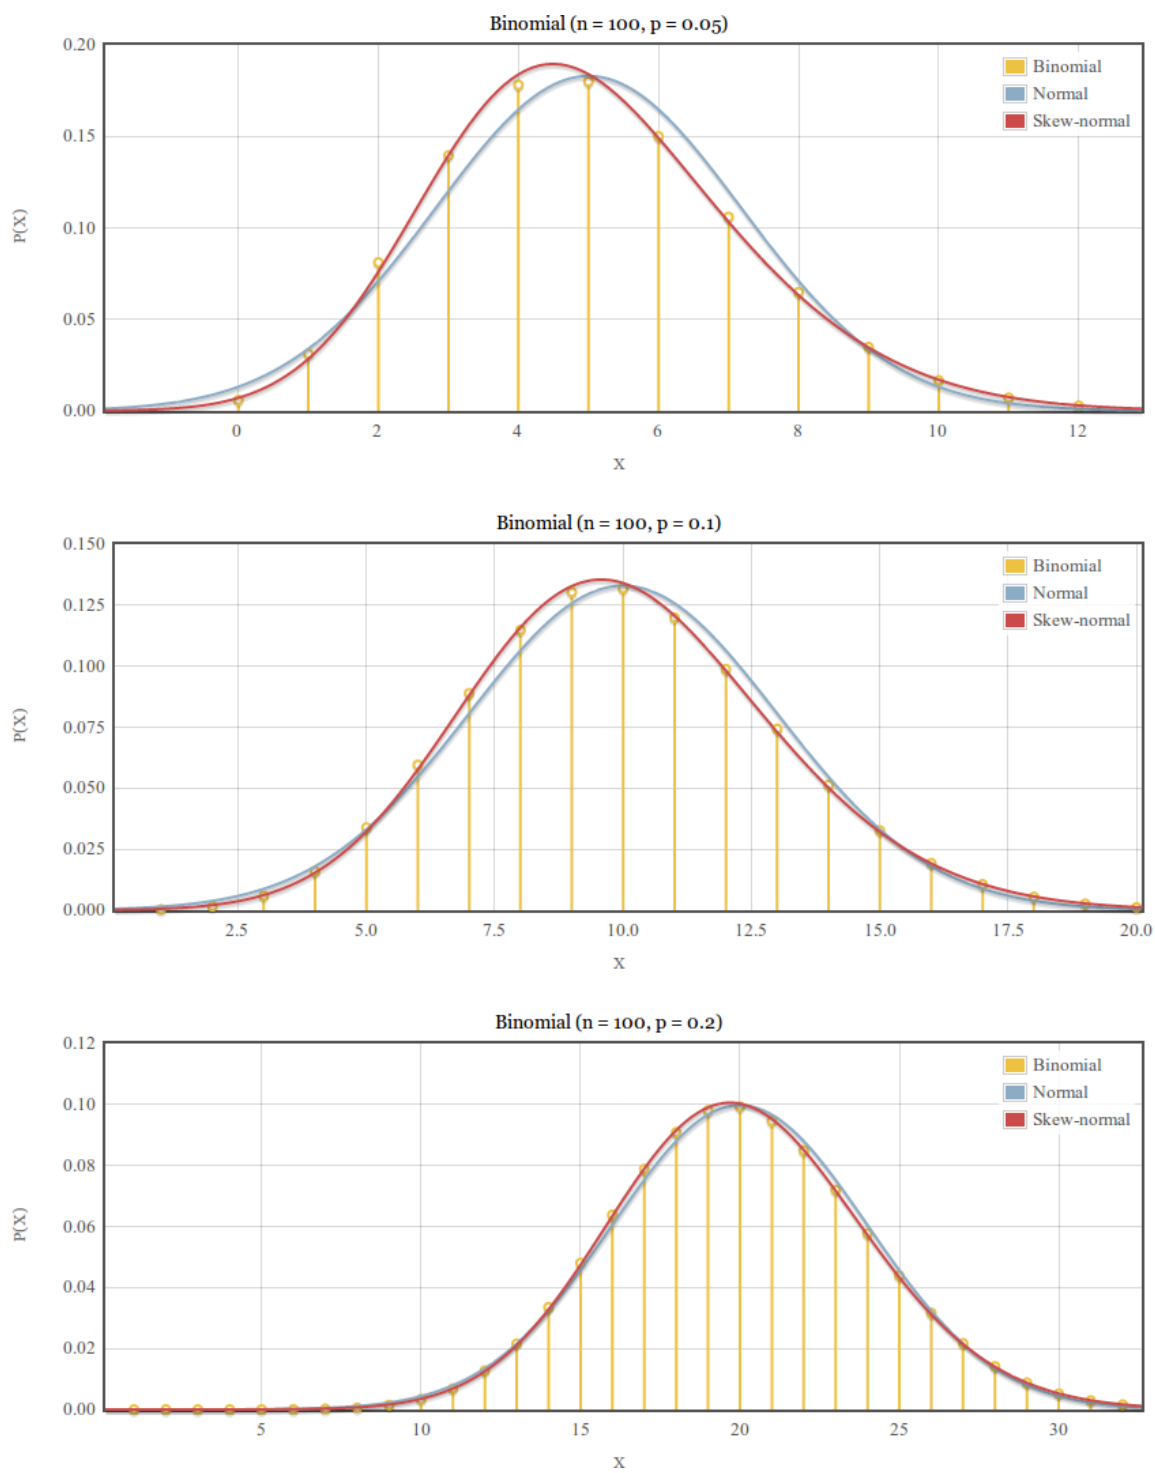 Binomial (n = 100, p = 0.05)
0.20
0.15
0.10
0.05
0.00
P(X)
Binomial
Normal
Skew-normal
0 2 4 6 8 10 12
X
Binomial (n = 100, p = 0.1)
0.150
0.125
0.100
0.075
0.050
0.025
0.000
P(X)
Binomial
Normal
Skew-normal
2.5 5.0 7.5 10.0 12.5 15.0 17.5 20.0
X
Binomial (n = 100, p = 0.2)
0.12
0.10
0.08
0.06
0.04
0.02
0.00
P(X)
Binomial
Normal
Skew-normal
5 10 15 20 25 30
X